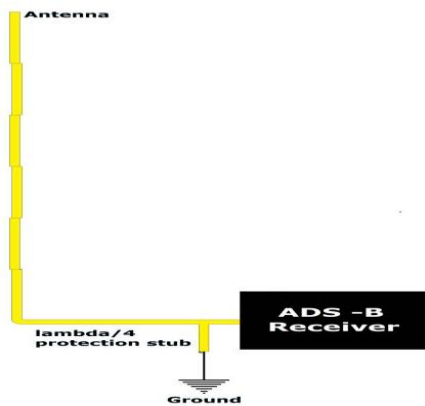 Antenna
ADS -B
Receiver
lambda/4
protection stub
Ground